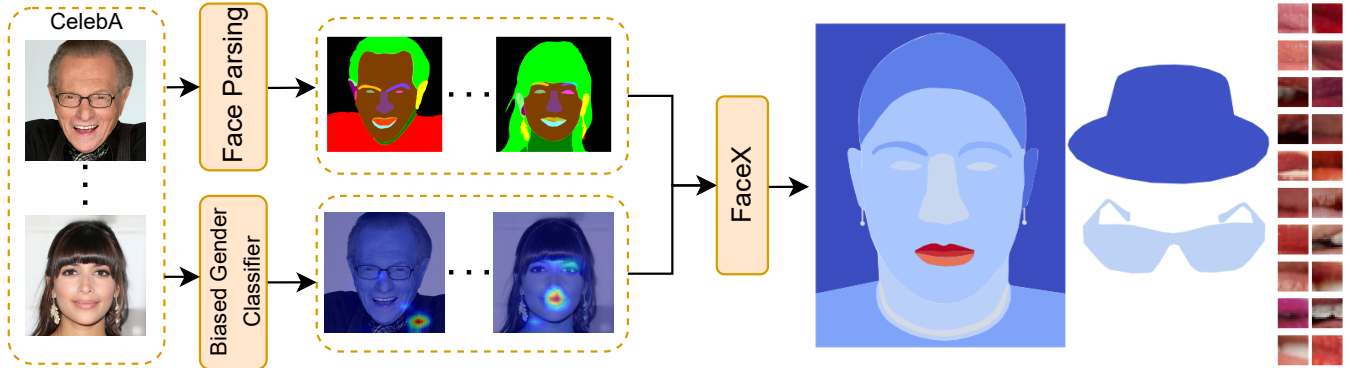 CelebA
Face Parsing
Biased Gender
Classifier
FaceX